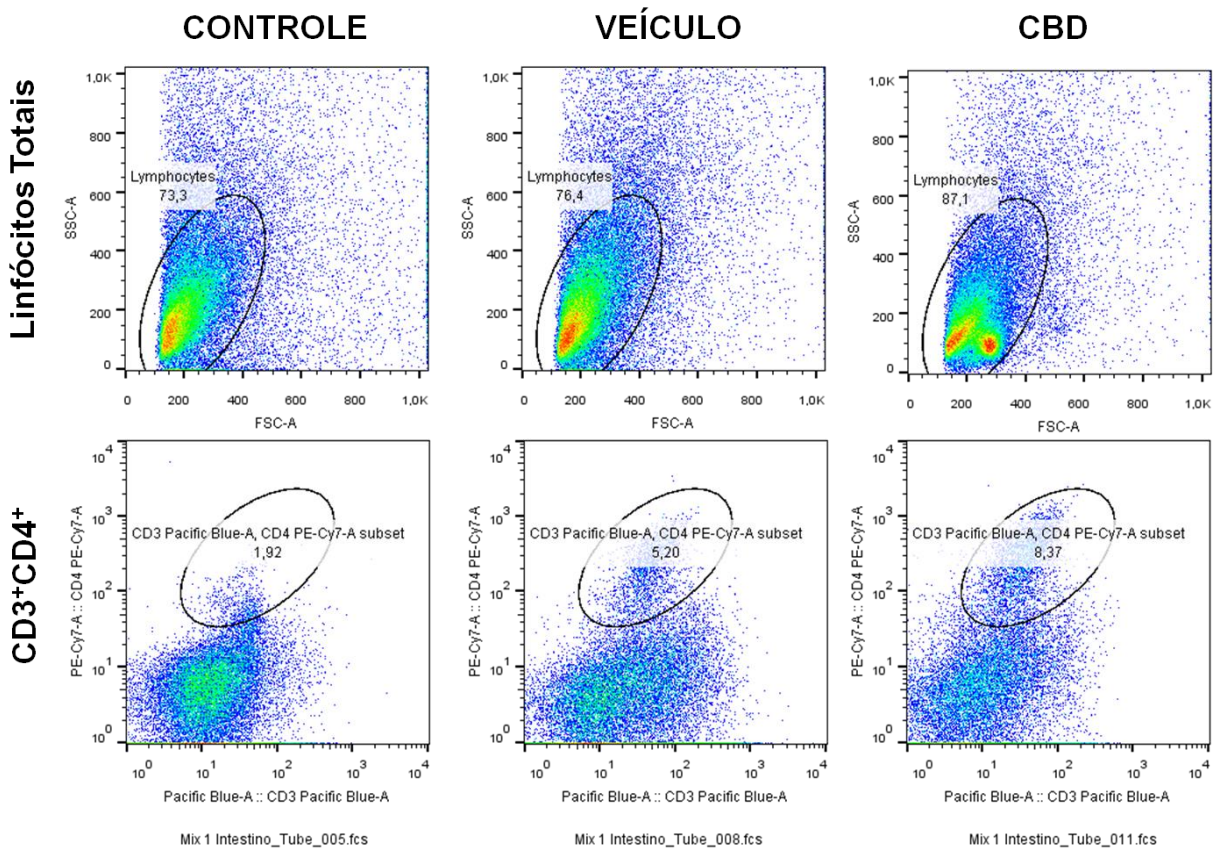 CONTROLE
VEÍCULO
CBD
Linfócitos Totais
1,0K
800
600
400
200
0
SSC-A
Lymphocytes
73,3
0 200 400 600 800 1,0K
FSC-A
1,0K
800
600
400
200
0
SSC-A
Lymphocytes
76,4
0 200 400 600 800 1,0K
FSC-A
1,0K
800
600
400
200
0
SSC-A
Lymphocytes
87,1
0 200 400 600 800 1,0K
FSC-A
CD3⁺CD4⁺
10⁴
10³
10²
10¹
10⁰
PE-Cy7-A :: CD4 PE-Cy7-A
CD3 Pacific Blue-A, CD4 PE-Cy7-A subset
1,92
10⁰ 10¹ 10² 10³ 10⁴
Pacific Blue-A :: CD3 Pacific Blue-A
Mix 1 Intestino_Tube_005.fcs
10⁴
10³
10²
10¹
10⁰
PE-Cy7-A :: CD4 PE-Cy7-A
CD3 Pacific Blue-A, CD4 PE-Cy7-A subset
5,20
10⁰ 10¹ 10² 10³ 10⁴
Pacific Blue-A :: CD3 Pacific Blue-A
Mix 1 Intestino_Tube_008.fcs
10⁴
10³
10²
10¹
10⁰
PE-Cy7-A :: CD4 PE-Cy7-A
CD3 Pacific Blue-A, CD4 PE-Cy7-A subset
8,37
10⁰ 10¹ 10² 10³ 10⁴
Pacific Blue-A :: CD3 Pacific Blue-A
Mix 1 Intestino_Tube_011.fcs